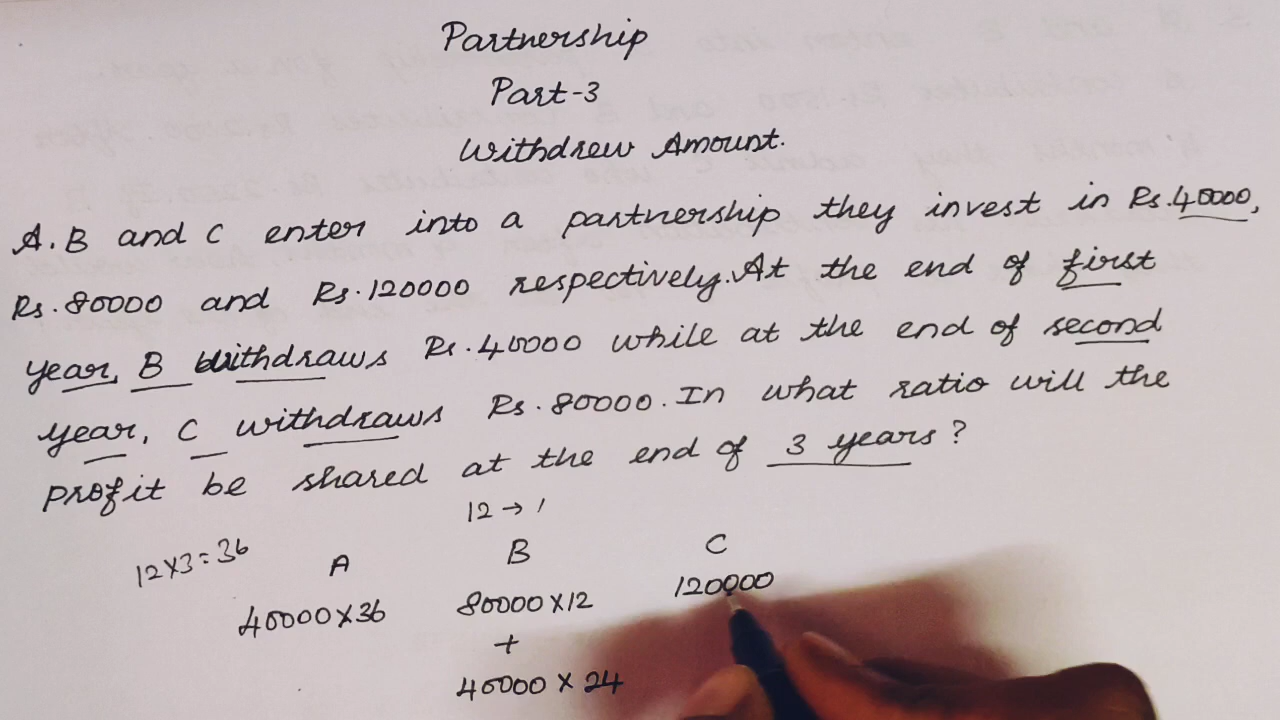 Partnership
Part-3
Withdrew Amount.
A. B and C enter into a partnership they invest in Rs.40000,
Rs.80000 and Rs.120000 respectively. At the end of first
year, B withdraws Rs.40000 while at the end of second
year, C withdraws Rs.80000. In what ratio will the
profit be shared at the end of 3 years?
12 → 1
12×3=36 A B C
40000×36 80000×12 120000
+
40000 × 24